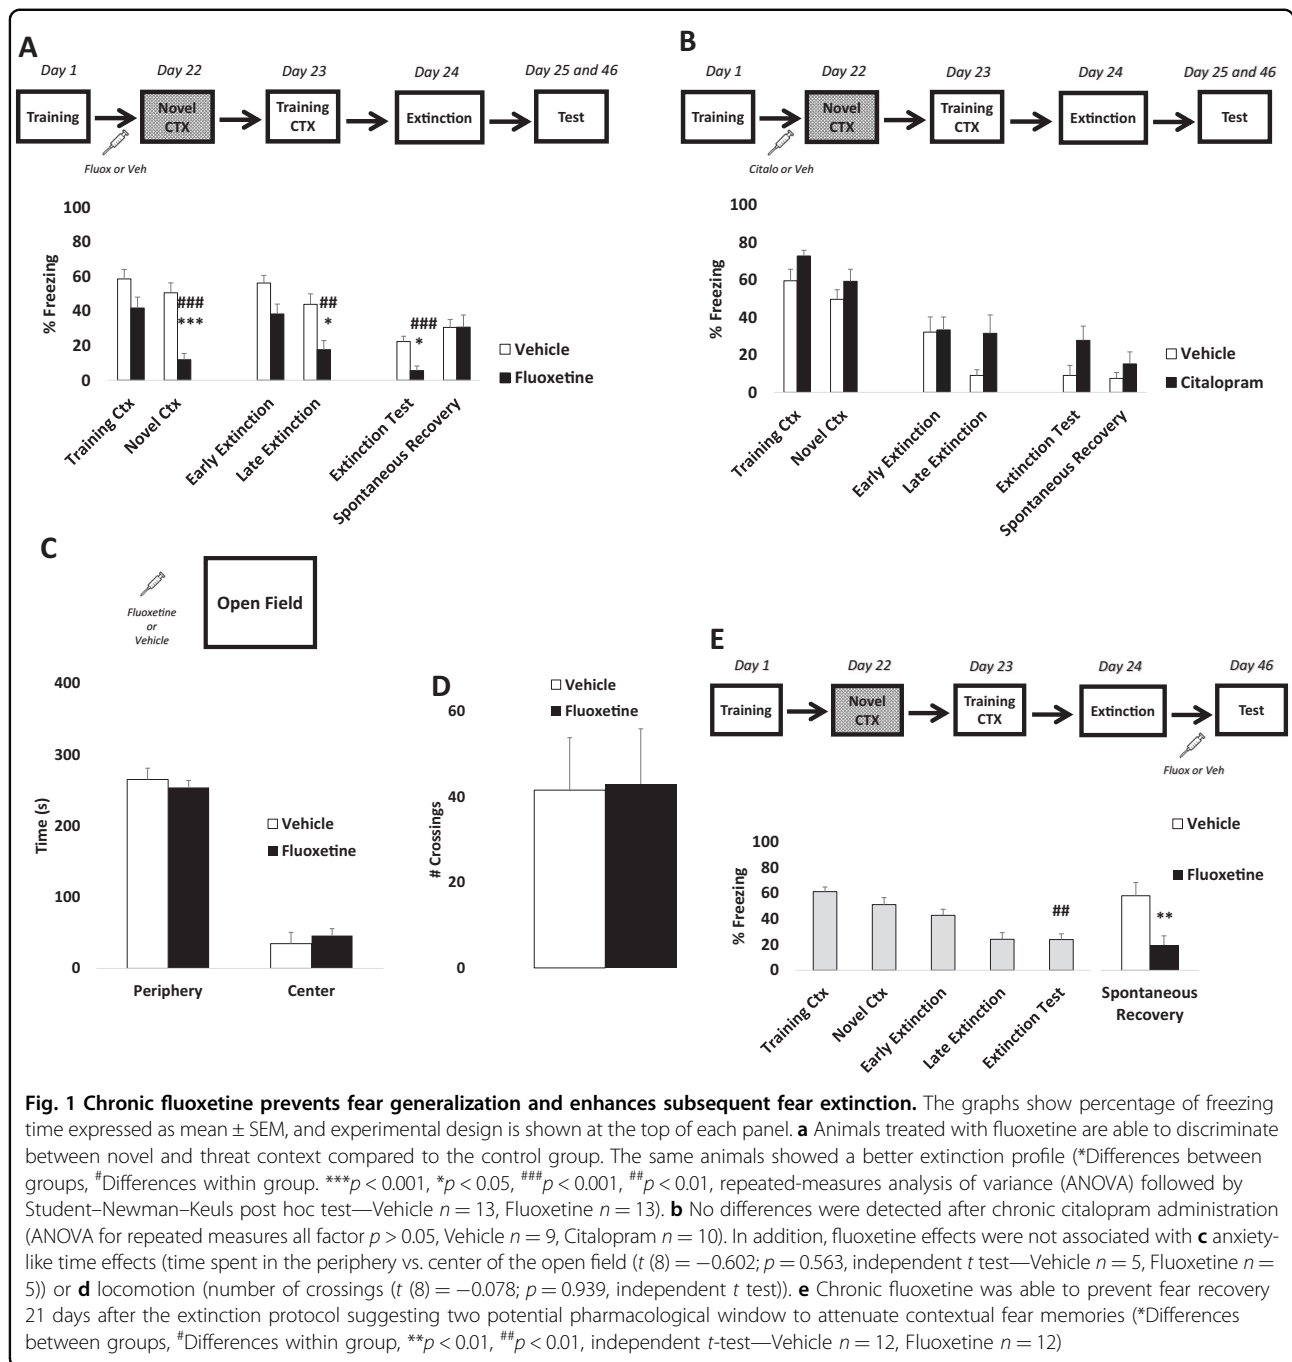 A
Day 1
Day 22
Day 23
Day 24
Day 25 and 46
Training
Novel
CTX
Training
CTX
Extinction
Test
Fluox or Veh
100
80
60
40
20
0
% Freezing
###
***
##
*
###
*
Vehicle
Fluoxetine
Training Ctx
Novel Ctx
Early Extinction
Late Extinction
Extinction Test
Spontaneous Recovery
B
Day 1
Day 22
Day 23
Day 24
Day 25 and 46
Training
Novel
CTX
Training
CTX
Extinction
Test
Citalo or Veh
100
80
60
40
20
0
% Freezing
Vehicle
Citalopram
Training Ctx
Novel Ctx
Early Extinction
Late Extinction
Extinction Test
Spontaneous Recovery
C
Fluoxetine
or
Vehicle
Open Field
400
300
200
100
0
Time (s)
Vehicle
Fluoxetine
Periphery
Center
D
Vehicle
Fluoxetine
60
40
20
0
# Crossings
E
Day 1
Day 22
Day 23
Day 24
Day 46
Training
Novel
CTX
Training
CTX
Extinction
Test
Fluox or Veh
Vehicle
Fluoxetine
100
80
60
40
20
0
% Freezing
##
**
Training Ctx
Novel Ctx
Early Extinction
Late Extinction
Extinction Test
Spontaneous
Recovery
Fig. 1 Chronic fluoxetine prevents fear generalization and enhances subsequent fear extinction. The graphs show percentage of freezing
time expressed as mean ± SEM, and experimental design is shown at the top of each panel. a Animals treated with fluoxetine are able to discriminate
between novel and threat context compared to the control group. The same animals showed a better extinction profile (*Differences between
groups, #Differences within group. ***p < 0.001, *p < 0.05, ###p < 0.001, ##p < 0.01, repeated-measures analysis of variance (ANOVA) followed by
Student–Newman–Keuls post hoc test—Vehicle n = 13, Fluoxetine n = 13). b No differences were detected after chronic citalopram administration
(ANOVA for repeated measures all factor p > 0.05, Vehicle n = 9, Citalopram n = 10). In addition, fluoxetine effects were not associated with c anxiety-
like time effects (time spent in the periphery vs. center of the open field (t (8) = −0.602; p = 0.563, independent t test—Vehicle n = 5, Fluoxetine n =
5)) or d locomotion (number of crossings (t (8) = −0.078; p = 0.939, independent t test)). e Chronic fluoxetine was able to prevent fear recovery
21 days after the extinction protocol suggesting two potential pharmacological window to attenuate contextual fear memories (*Differences
between groups, #Differences within group, **p < 0.01, ##p < 0.01, independent t-test—Vehicle n = 12, Fluoxetine n = 12)